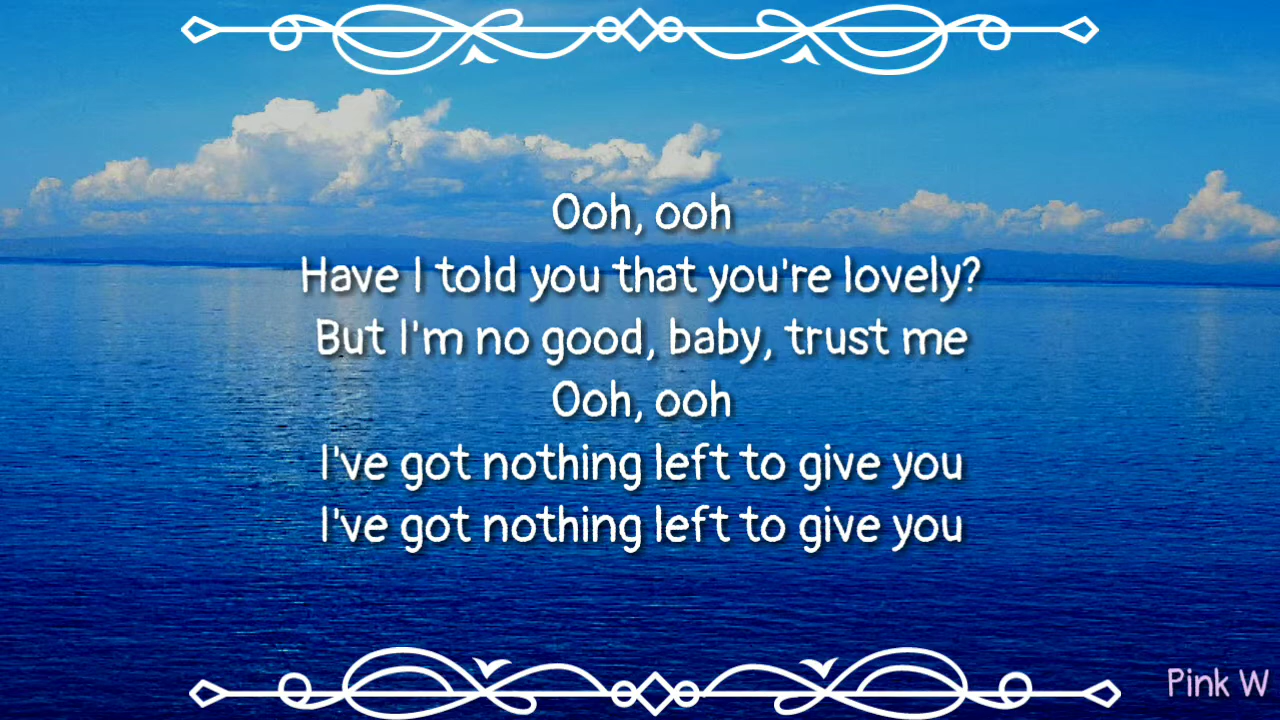 Ooh, ooh
Have I told you that you're lovely?
But I'm no good, baby, trust me
Ooh, ooh
I've got nothing left to give you
I've got nothing left to give you
Pink W